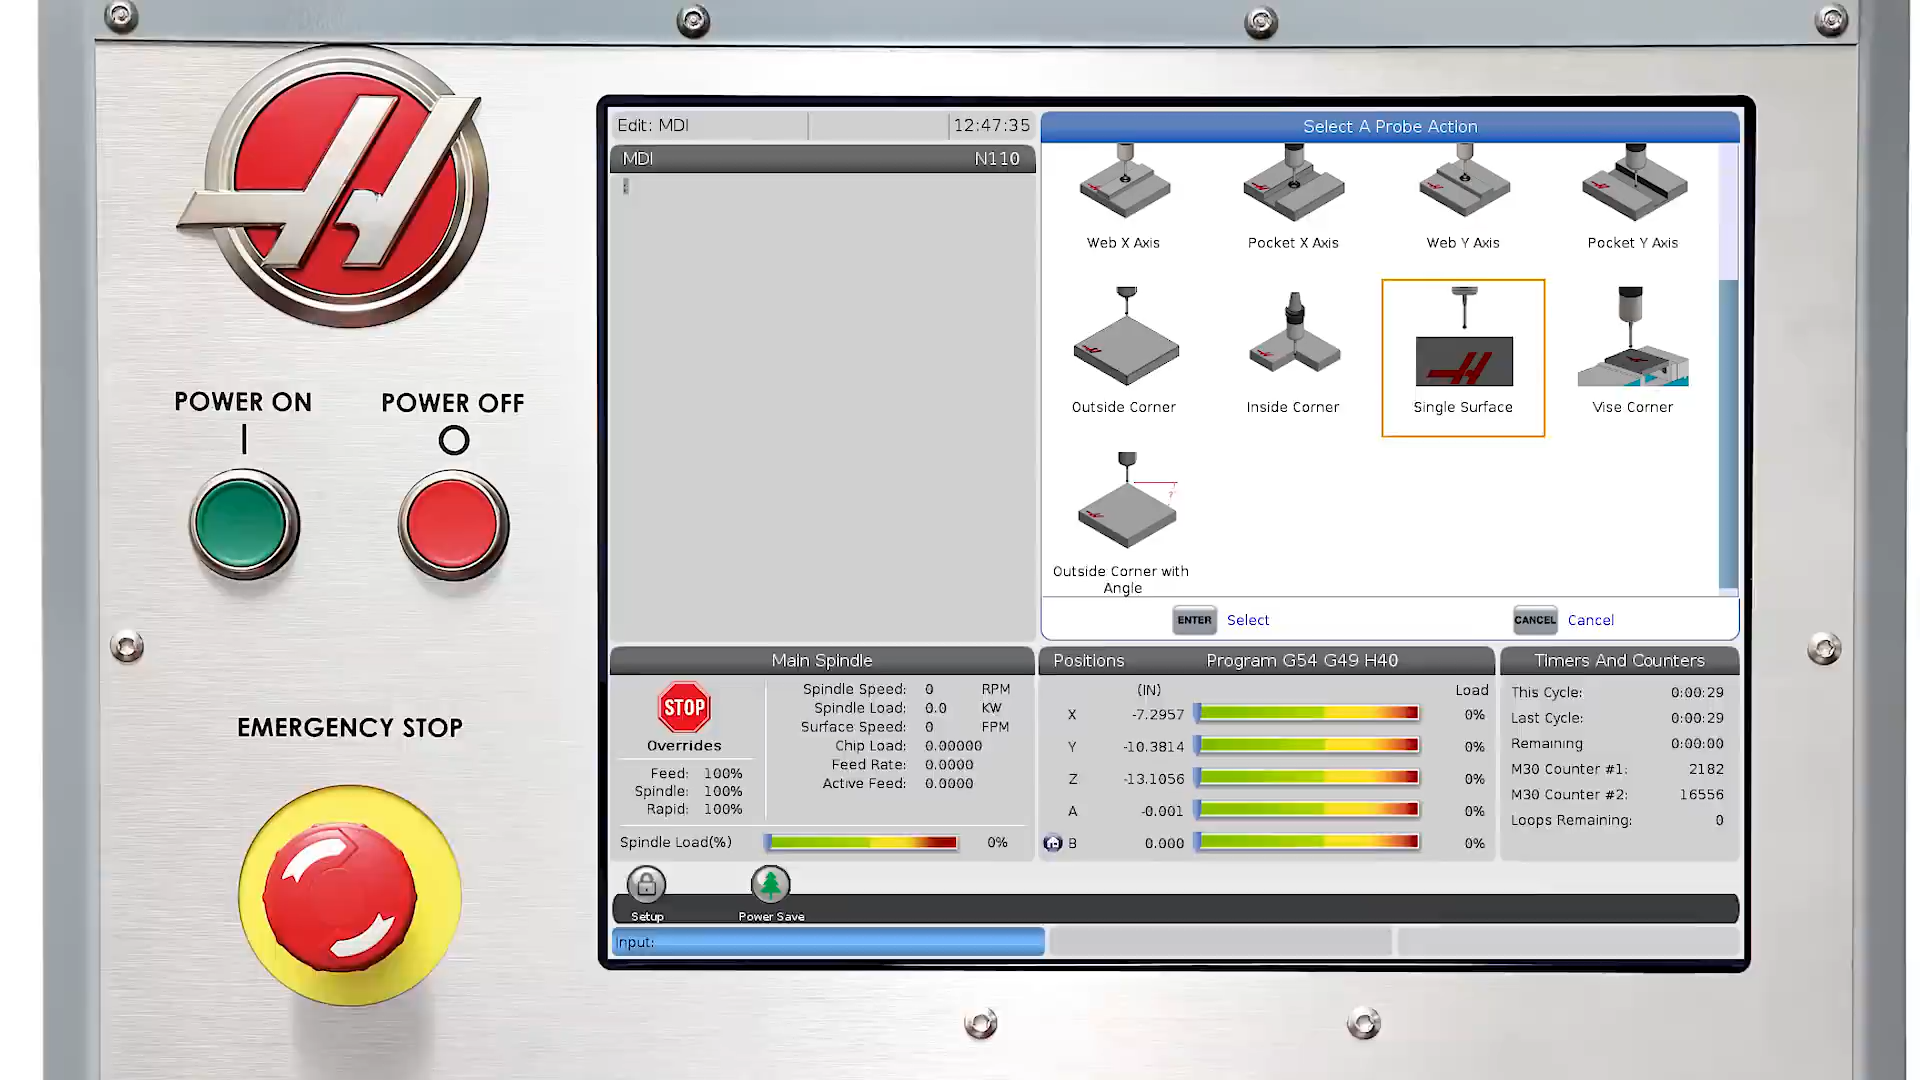 Edit: MDI
12:47:35
Select A Probe Action
MDI
N110
Web X Axis
Pocket X Axis
Web Y Axis
Pocket Y Axis
Outside Corner
Inside Corner
Single Surface
Vise Corner
Outside Corner with
Angle
ENTER
Select
CANCEL
Cancel
POWER ON
POWER OFF
EMERGENCY STOP
Main Spindle
STOP
Overrides
Feed: 100%
Spindle: 100%
Rapid: 100%
Spindle Speed: 0 RPM
Spindle Load: 0.0 KW
Surface Speed: 0 FPM
Chip Load: 0.00000
Feed Rate: 0.0000
Active Feed: 0.0000
Spindle Load(%) 0%
Positions
Program G54 G49 H40
(IN)
Load
X -7.2957 0%
Y -10.3814 0%
Z -13.1056 0%
A -0.001 0%
B 0.000 0%
Timers And Counters
This Cycle: 0:00:29
Last Cycle: 0:00:29
Remaining 0:00:00
M30 Counter #1: 2182
M30 Counter #2: 16556
Loops Remaining: 0
Setup
Power Save
Input: